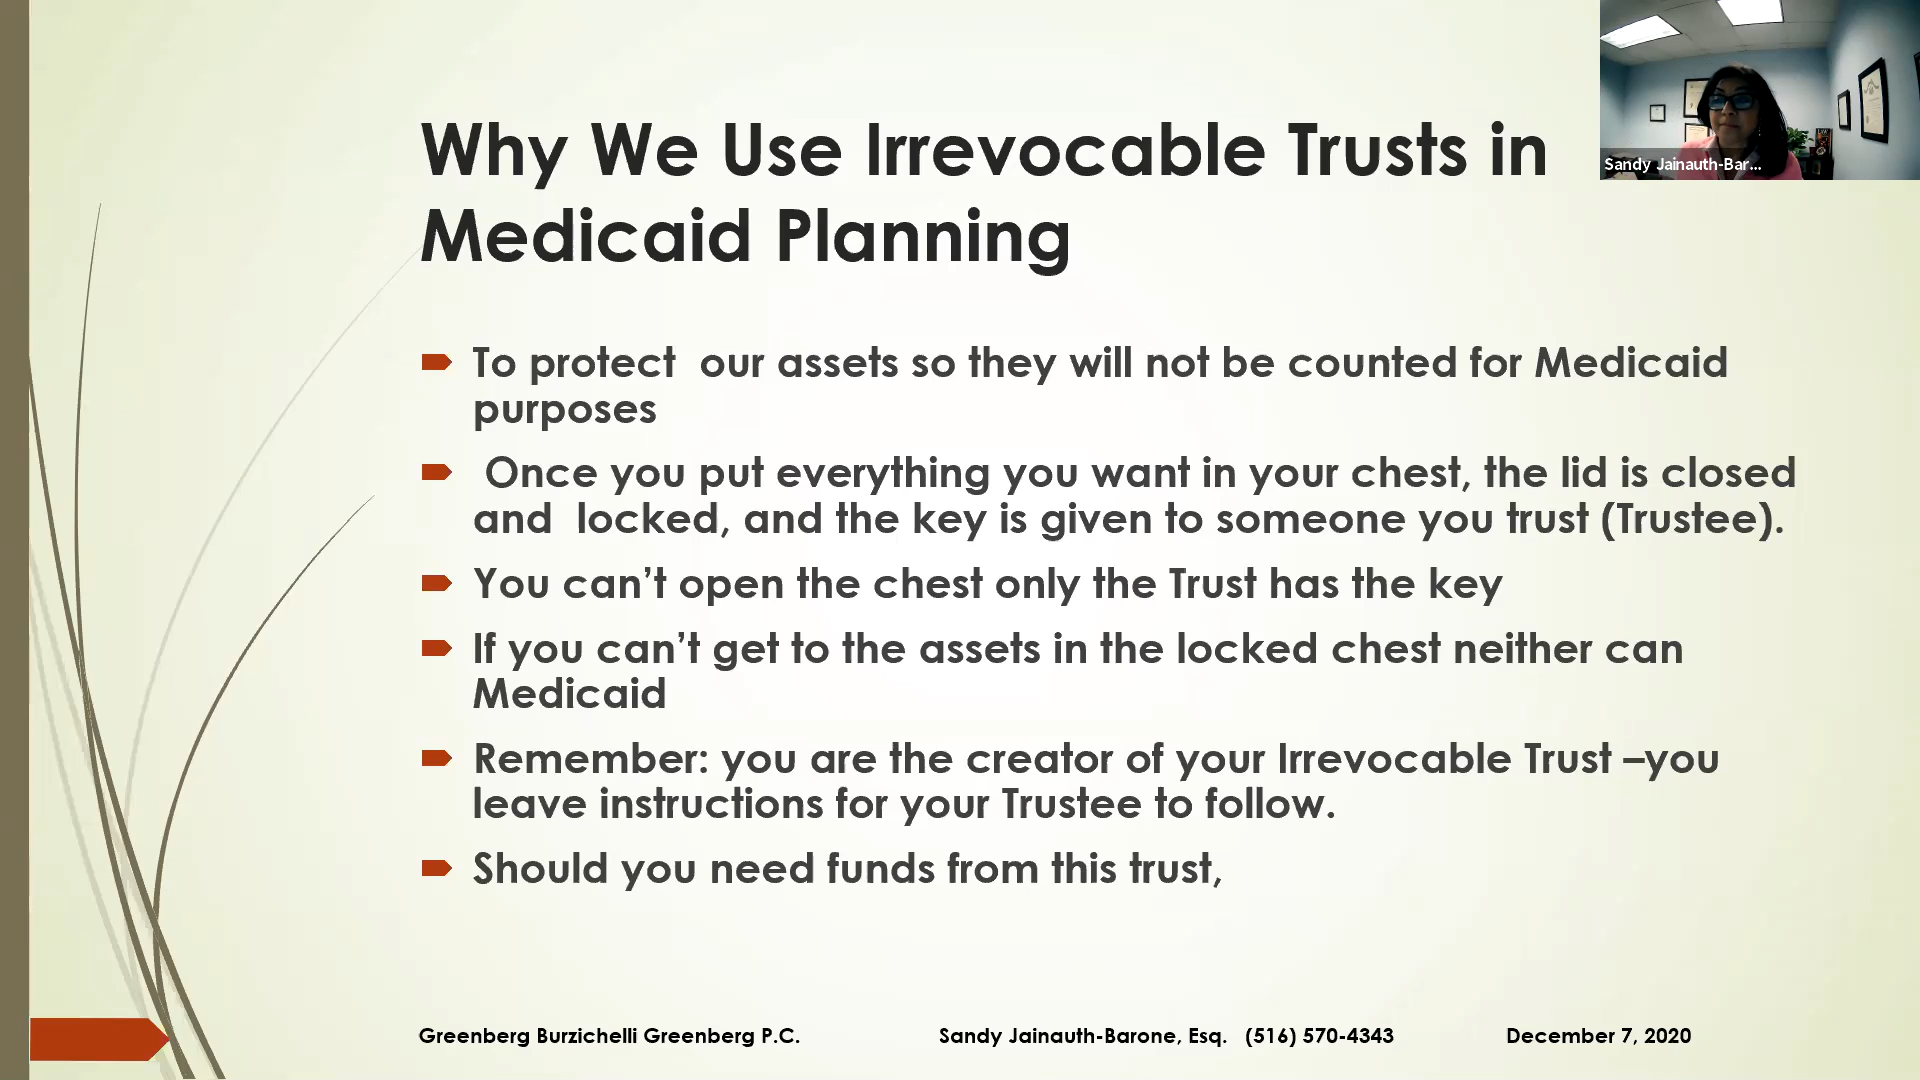 Why We Use Irrevocable Trusts in
Medicaid Planning
Sandy Jainauth-Bar...
To protect  our assets so they will not be counted for Medicaid
purposes
Once you put everything you want in your chest, the lid is closed
and  locked, and the key is given to someone you trust (Trustee).
You can’t open the chest only the Trust has the key
If you can’t get to the assets in the locked chest neither can
Medicaid
Remember: you are the creator of your Irrevocable Trust –you
leave instructions for your Trustee to follow.
Should you need funds from this trust,
Greenberg Burzichelli Greenberg P.C. Sandy Jainauth-Barone, Esq. (516) 570-4343 December 7, 2020